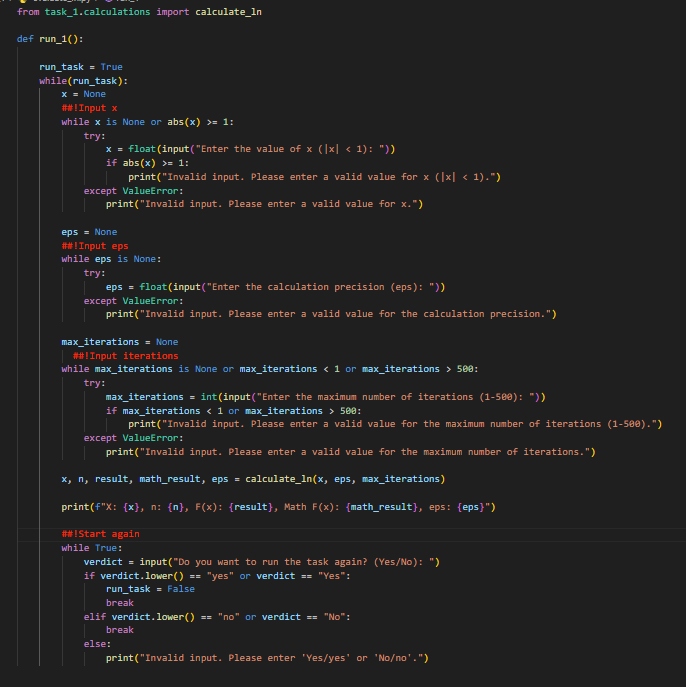 from task_1.calculations import calculate_ln
def run_1():
run_task = True
while(run_task):
x = None
##!Input x
while x is None or abs(x) >= 1:
try:
x = float(input("Enter the value of x (|x| < 1): "))
if abs(x) >= 1:
print("Invalid input. Please enter a valid value for x (|x| < 1).")
except ValueError:
print("Invalid input. Please enter a valid value for x.")
eps = None
##!Input eps
while eps is None:
try:
eps = float(input("Enter the calculation precision (eps): "))
except ValueError:
print("Invalid input. Please enter a valid value for the calculation precision.")
max_iterations = None
##!Input iterations
while max_iterations is None or max_iterations < 1 or max_iterations > 500:
try:
max_iterations = int(input("Enter the maximum number of iterations (1-500): "))
if max_iterations < 1 or max_iterations > 500:
print("Invalid input. Please enter a valid value for the maximum number of iterations (1-500).")
except ValueError:
print("Invalid input. Please enter a valid value for the maximum number of iterations.")
x, n, result, math_result, eps = calculate_ln(x, eps, max_iterations)
print(f"X: {x}, n: {n}, F(x): {result}, Math F(x): {math_result}, eps: {eps}")
##!Start again
while True:
verdict = input("Do you want to run the task again? (Yes/No): ")
if verdict.lower() == "yes" or verdict == "Yes":
run_task = False
break
elif verdict.lower() == "no" or verdict == "No":
break
else:
print("Invalid input. Please enter 'Yes/yes' or 'No/no'.")